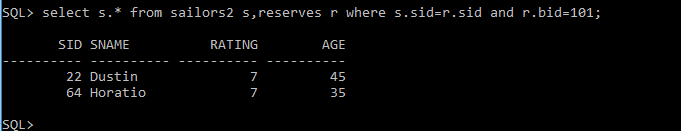 SQL> select s.* from sailors2 s,reserves r where s.sid=r.sid and r.bid=101;
SID SNAME RATING AGE
---------- ---------- ---------- ----------
22 Dustin 7 45
64 Horatio 7 35
SQL>